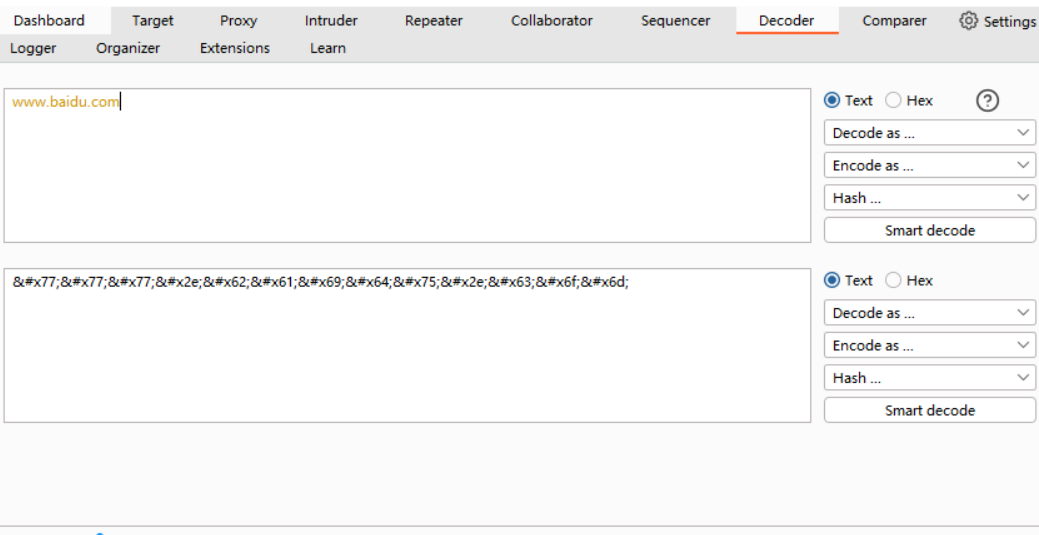 Dashboard Target Proxy Intruder Repeater Collaborator Sequencer Decoder Comparer Settings
Logger Organizer Extensions Learn
www.baidu.com
Text Hex ?
Decode as ...
Encode as ...
Hash ...
Smart decode
&#x77;&#x77;&#x77;&#x2e;&#x62;&#x61;&#x69;&#x64;&#x75;&#x2e;&#x63;&#x6f;&#x6d;
Text Hex
Decode as ...
Encode as ...
Hash ...
Smart decode